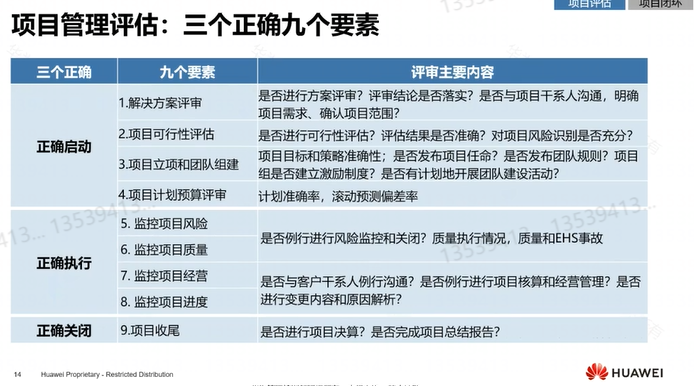 项目评估 项目闭环
项目管理评估：三个正确九个要素
三个正确 九个要素 评审主要内容
正确启动
1.解决方案评审
是否进行方案评审？评审结论是否落实？是否与项目干系人沟通，明确
项目需求、确认项目范围？
2.项目可行性评估
是否进行可行性评估？评估结果是否准确？对项目风险识别是否充分？
3.项目立项和团队组建
项目目标和策略准确性；是否发布项目任命？是否发布团队规则？项目
组是否建立激励制度？是否有计划地开展团队建设活动？
4.项目计划预算评审
计划准确率，滚动预测偏差率
正确执行
5. 监控项目风险
6. 监控项目质量
是否例行进行风险监控和关闭？质量执行情况，质量和EHS事故
7. 监控项目经营
8. 监控项目进度
是否与客户干系人例行沟通？是否例行进行项目核算和经营管理？是否
进行变更内容和原因解析？
正确关闭
9.项目收尾
是否进行项目决算？是否完成项目总结报告？
13539413...
13539413...
13539413...
14 Huawei Proprietary - Restricted Distribution
HUAWEI